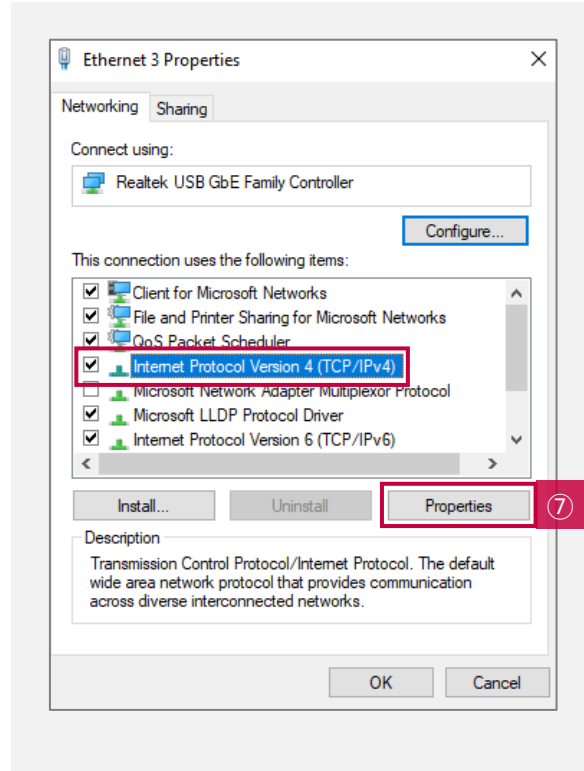 Ethernet 3 Properties
Networking Sharing
Connect using:
Realtek USB GbE Family Controller
Configure...
This connection uses the following items:
Client for Microsoft Networks
File and Printer Sharing for Microsoft Networks
QoS Packet Scheduler
Internet Protocol Version 4 (TCP/IPv4)
Microsoft Network Adapter Multiplexor Protocol
Microsoft LLDP Protocol Driver
Internet Protocol Version 6 (TCP/IPv6)
Install... Uninstall Properties ⑦
Description
Transmission Control Protocol/Internet Protocol. The default
wide area network protocol that provides communication
across diverse interconnected networks.
OK Cancel